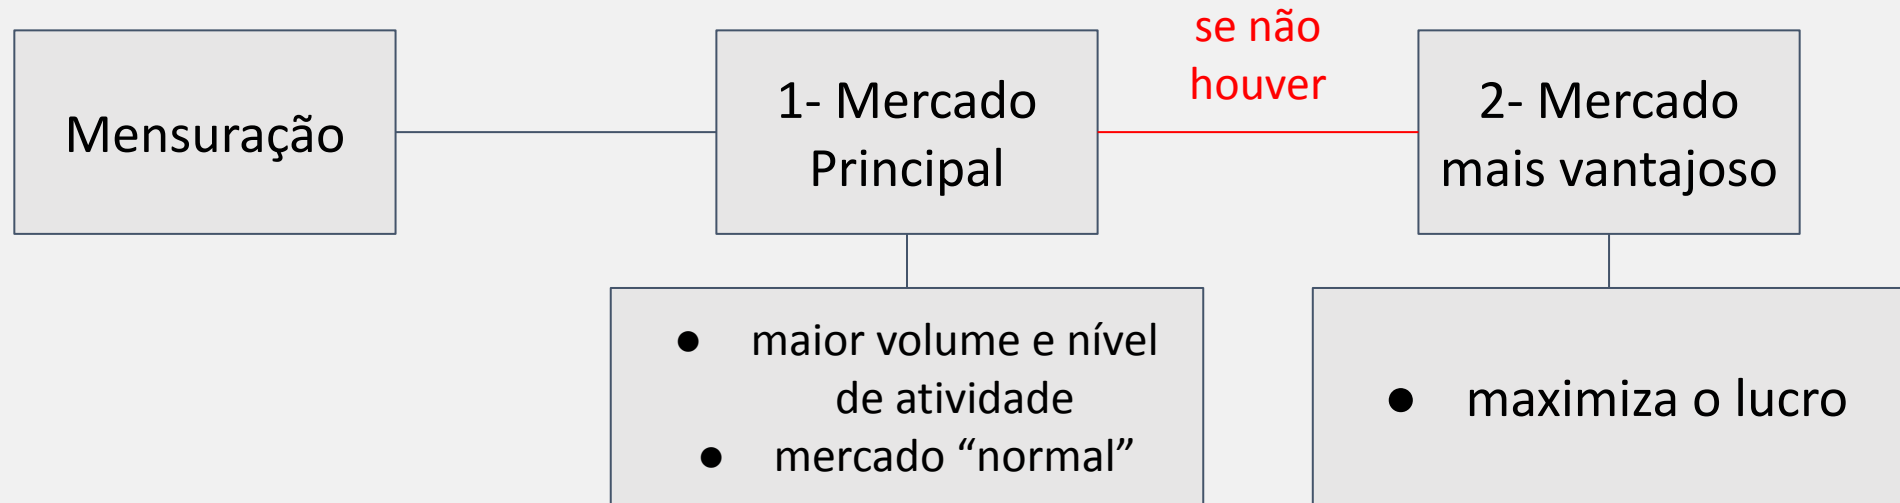 Mensuração
1- Mercado
Principal
se não
houver
2- Mercado
mais vantajoso
● maior volume e nível
de atividade
● mercado “normal”
● maximiza o lucro